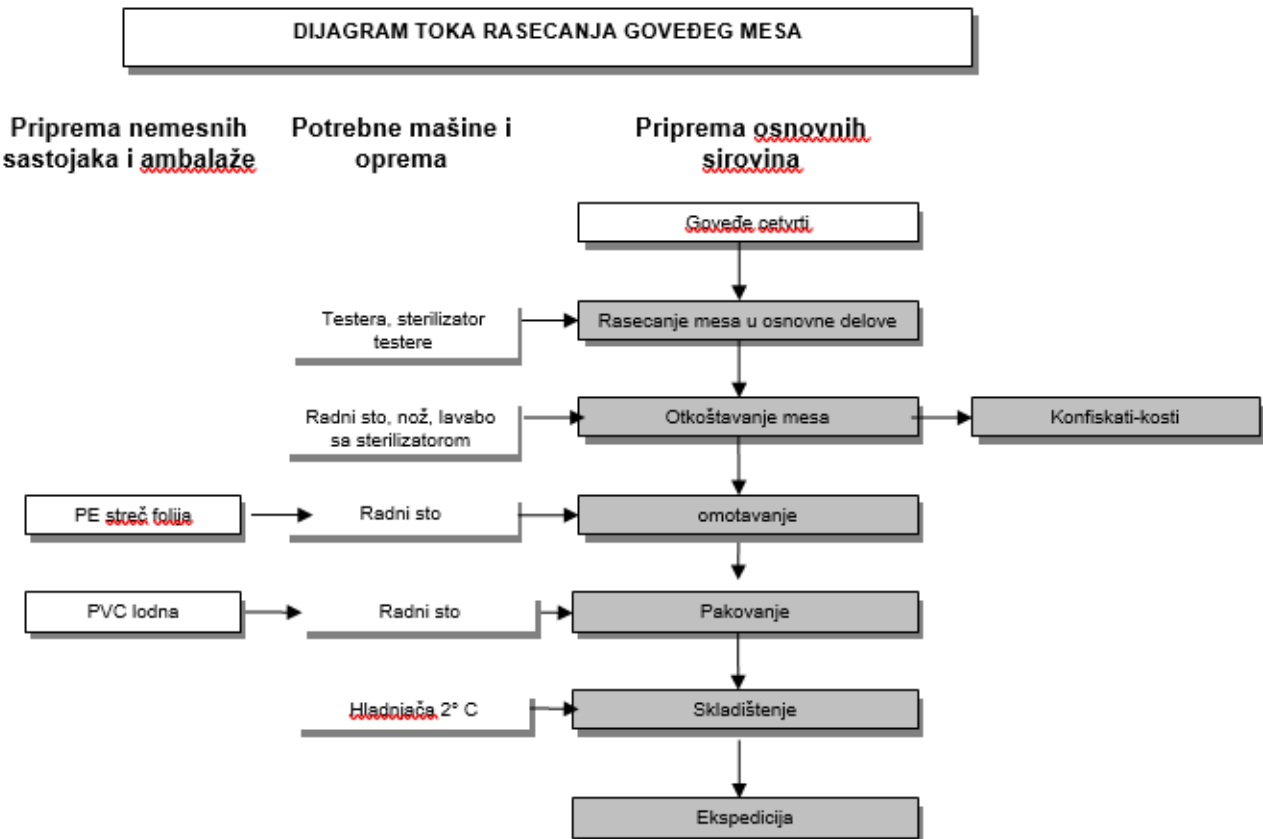 DIJAGRAM TOKA RASECANJA GOVEĐEG MESA
Priprema nemesnih
sastojaka i ambalaže
Potrebne mašine i
oprema
Priprema osnovnih
sirovina
Goveđe cetvrti
Testera, sterilizator
testere
Rasecanje mesa u osnovne delove
Radni sto, nož, lavabo
sa sterilizatorom
Otkoštavanje mesa
Konfiskati-kosti
PE streč folija
Radni sto
omotavanje
PVC lodna
Radni sto
Pakovanje
Hladnjača 2° C
Skladištenje
Ekspedicija